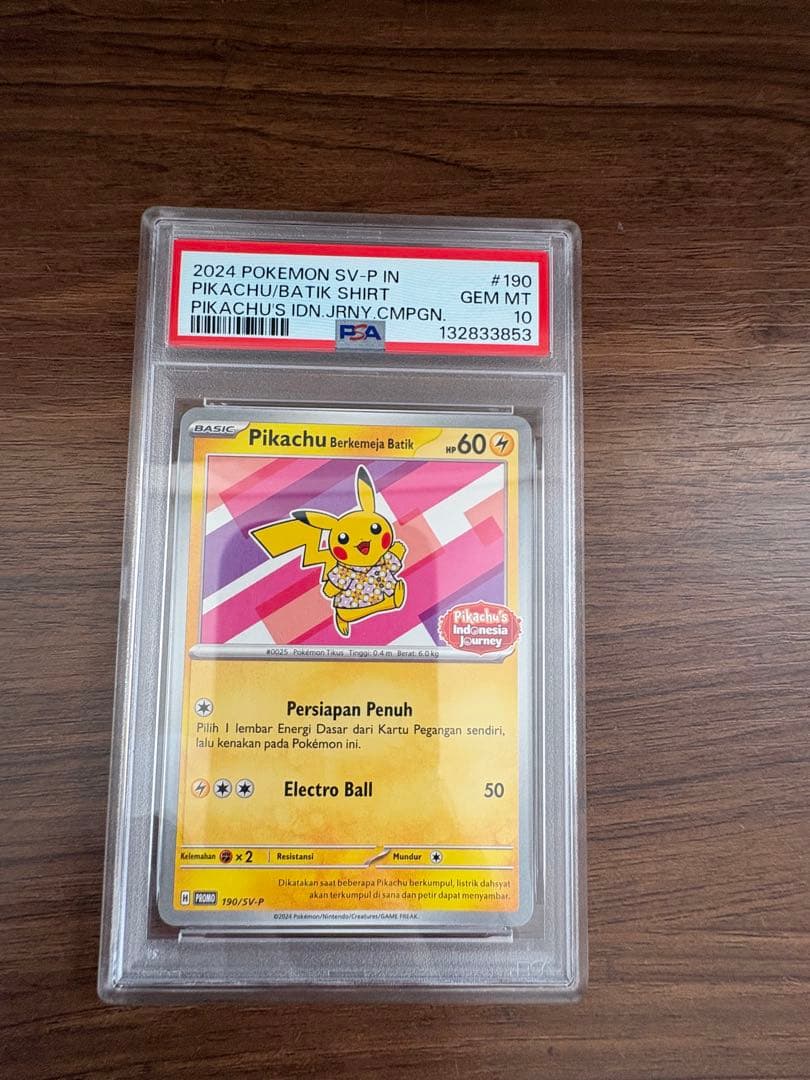 2024 POKEMON SV-P IN #190
PIKACHU/BATIK SHIRT GEM MT
PIKACHU'S IDN.JRNY.CMPGN. 10
PSA 132833853
BASIC Pikachu Berkemeja Batik HP 60
Pikachu's
Indonesia
Journey
#0025 Pokémon Tikus Tinggi: 0.4 m Berat: 6.0 kg
Persiapan Penuh
Pilih 1 lembar Energi Dasar dari Kartu Pegangan sendiri,
lalu kenakan pada Pokémon ini.
Electro Ball 50
Kelemahan ×2 Resistansi Mundur
Dikatakan saat beberapa Pikachu berkumpul, listrik dahsyat
akan terkumpul di sana dan petir dapat menyambar.
H PROMO 190/SV-P
©2024 Pokémon/Nintendo/Creatures/GAME FREAK.